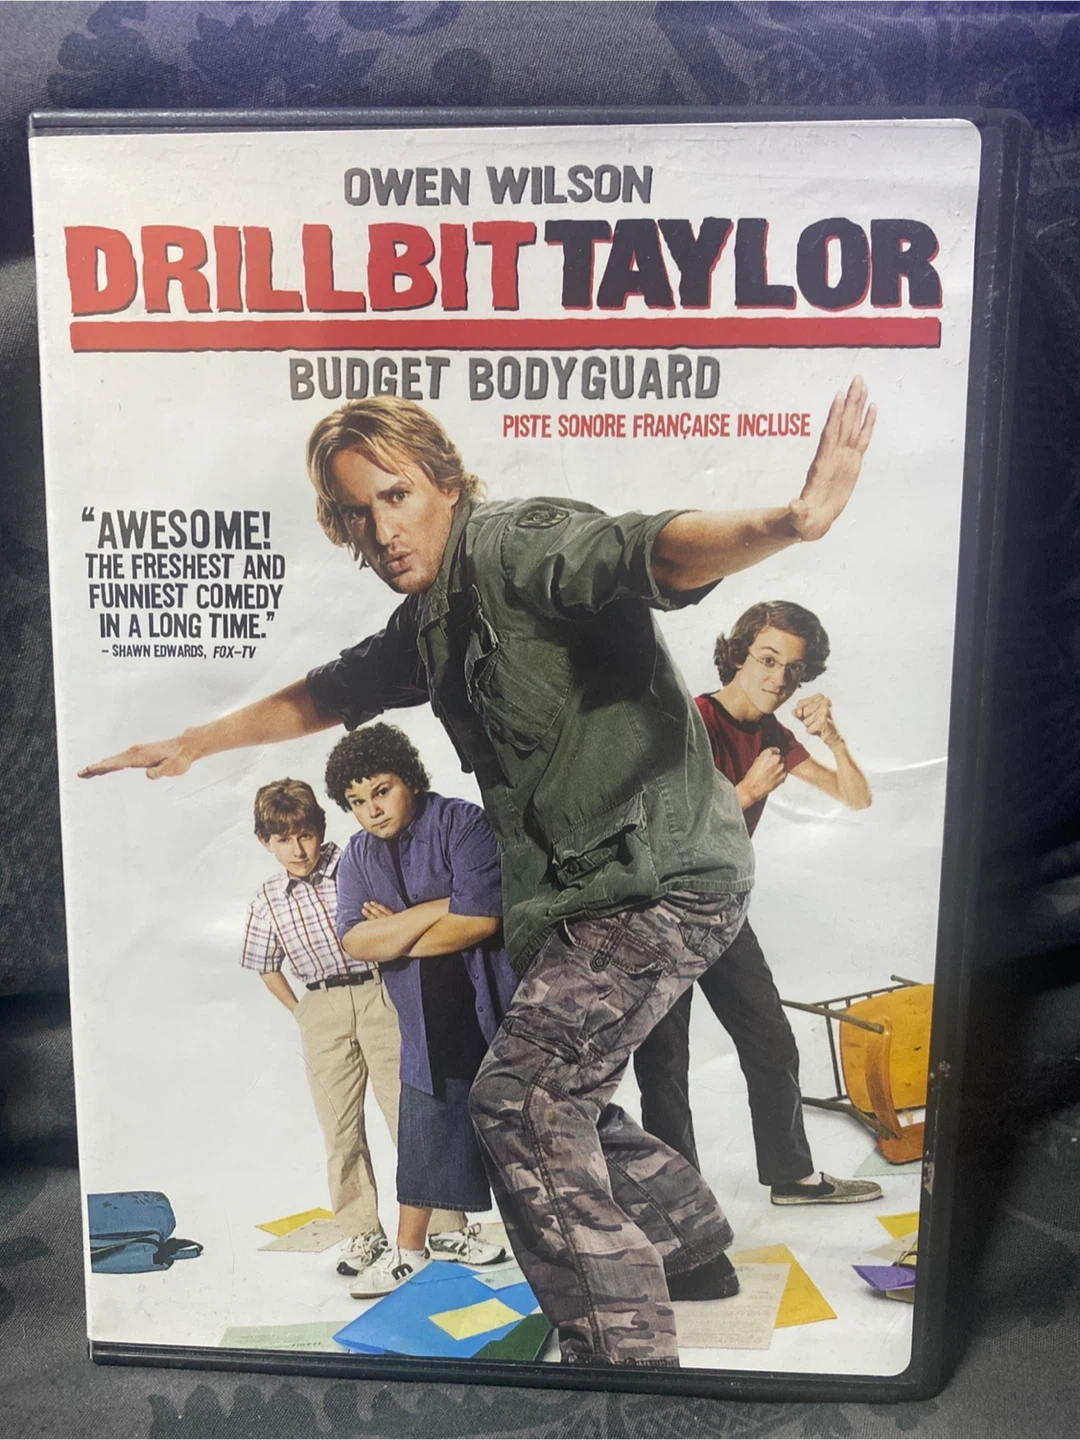 OWEN WILSON
DRILLBIT TAYLOR
BUDGET BODYGUARD
PISTE SONORE FRANÇAISE INCLUSE
"AWESOME!
THE FRESHEST AND
FUNNIEST COMEDY
IN A LONG TIME."
- SHAWN EDWARDS, FOX-TV